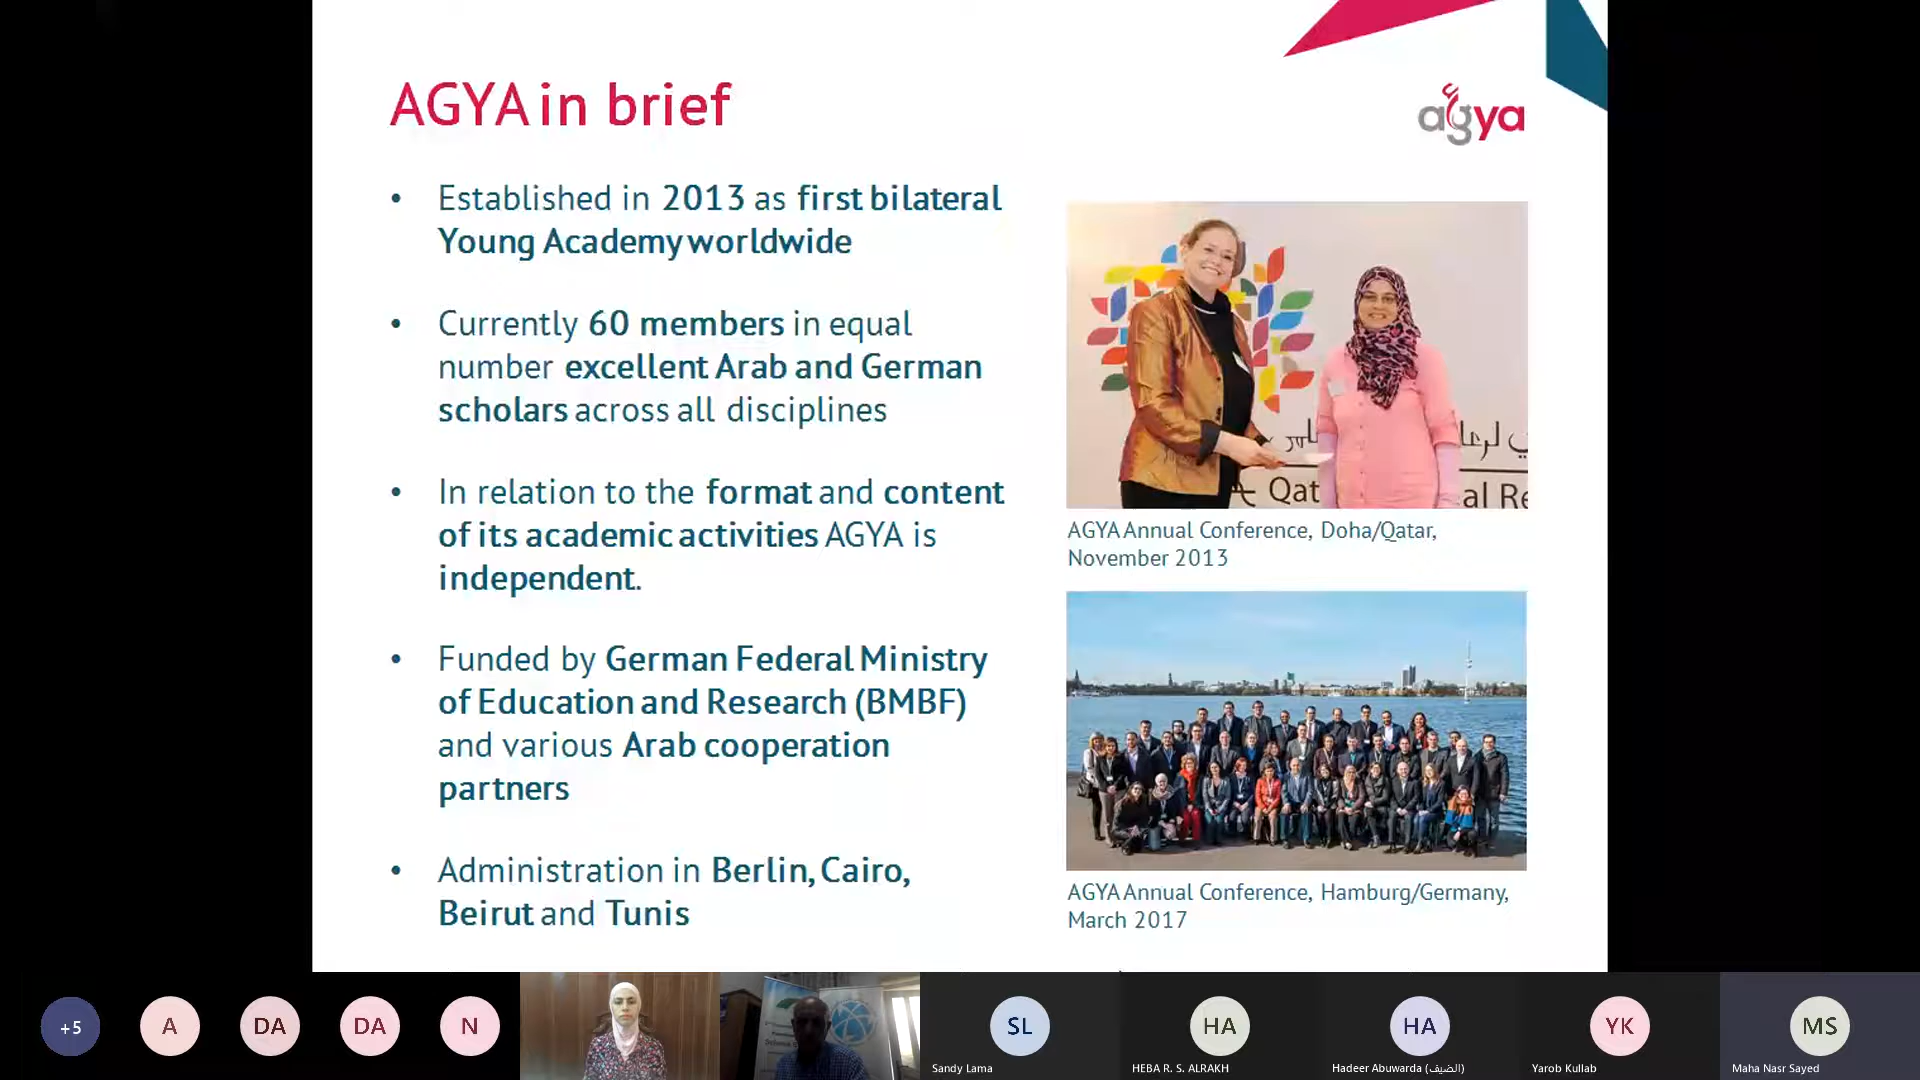 AGYA in brief
agya
• Established in 2013 as first bilateral
Young Academy worldwide
• Currently 60 members in equal
number excellent Arab and German
scholars across all disciplines
• In relation to the format and content
of its academic activities AGYA is
independent.
• Funded by German Federal Ministry
of Education and Research (BMBF)
and various Arab cooperation
partners
• Administration in Berlin, Cairo,
Beirut and Tunis
Qat
al Re
AGYA Annual Conference, Doha/Qatar,
November 2013
AGYA Annual Conference, Hamburg/Germany,
March 2017
+5
A
DA
DA
N
SL
Sandy Lama
HA
HEBA R. S. ALRAKH
HA
Hadeer Abuwarda (الضيف)
YK
Yarob Kullab
MS
Maha Nasr Sayed